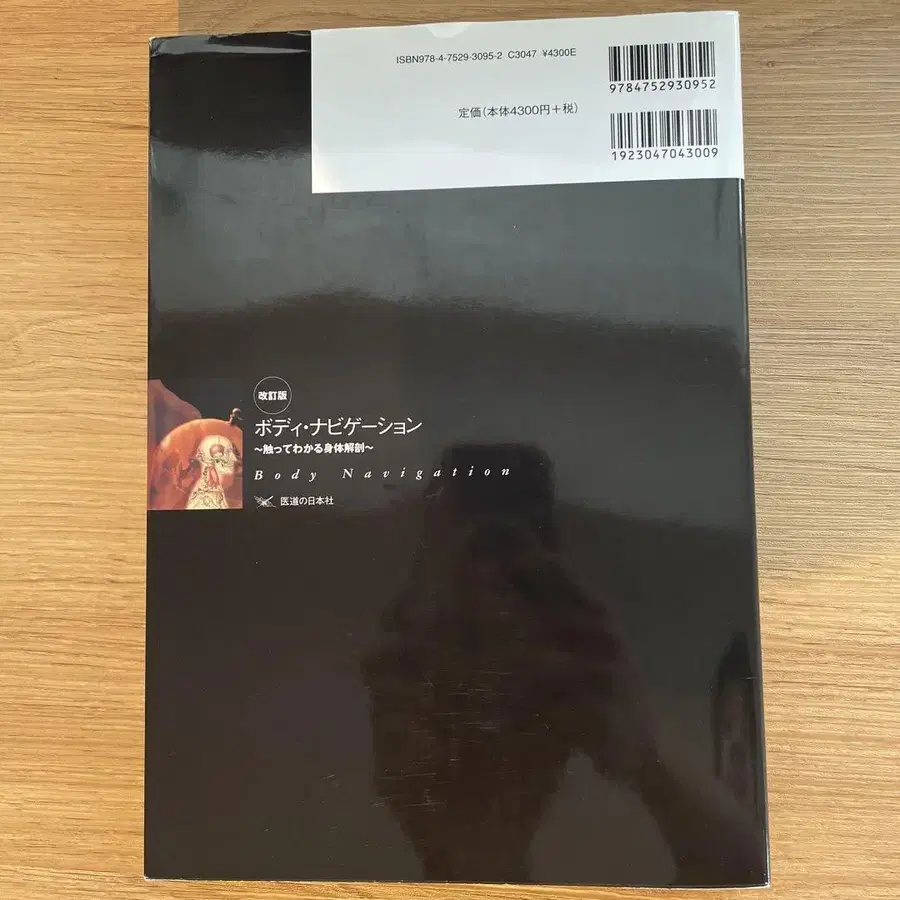 ISBN978-4-7529-3095-2 C3047 ¥4300E
9784752930952
定価(本体4300円+税)
1923047043009
改訂版
ボディ・ナビゲーション
~触ってわかる身体解剖~
Body Navigation
医道の日本社